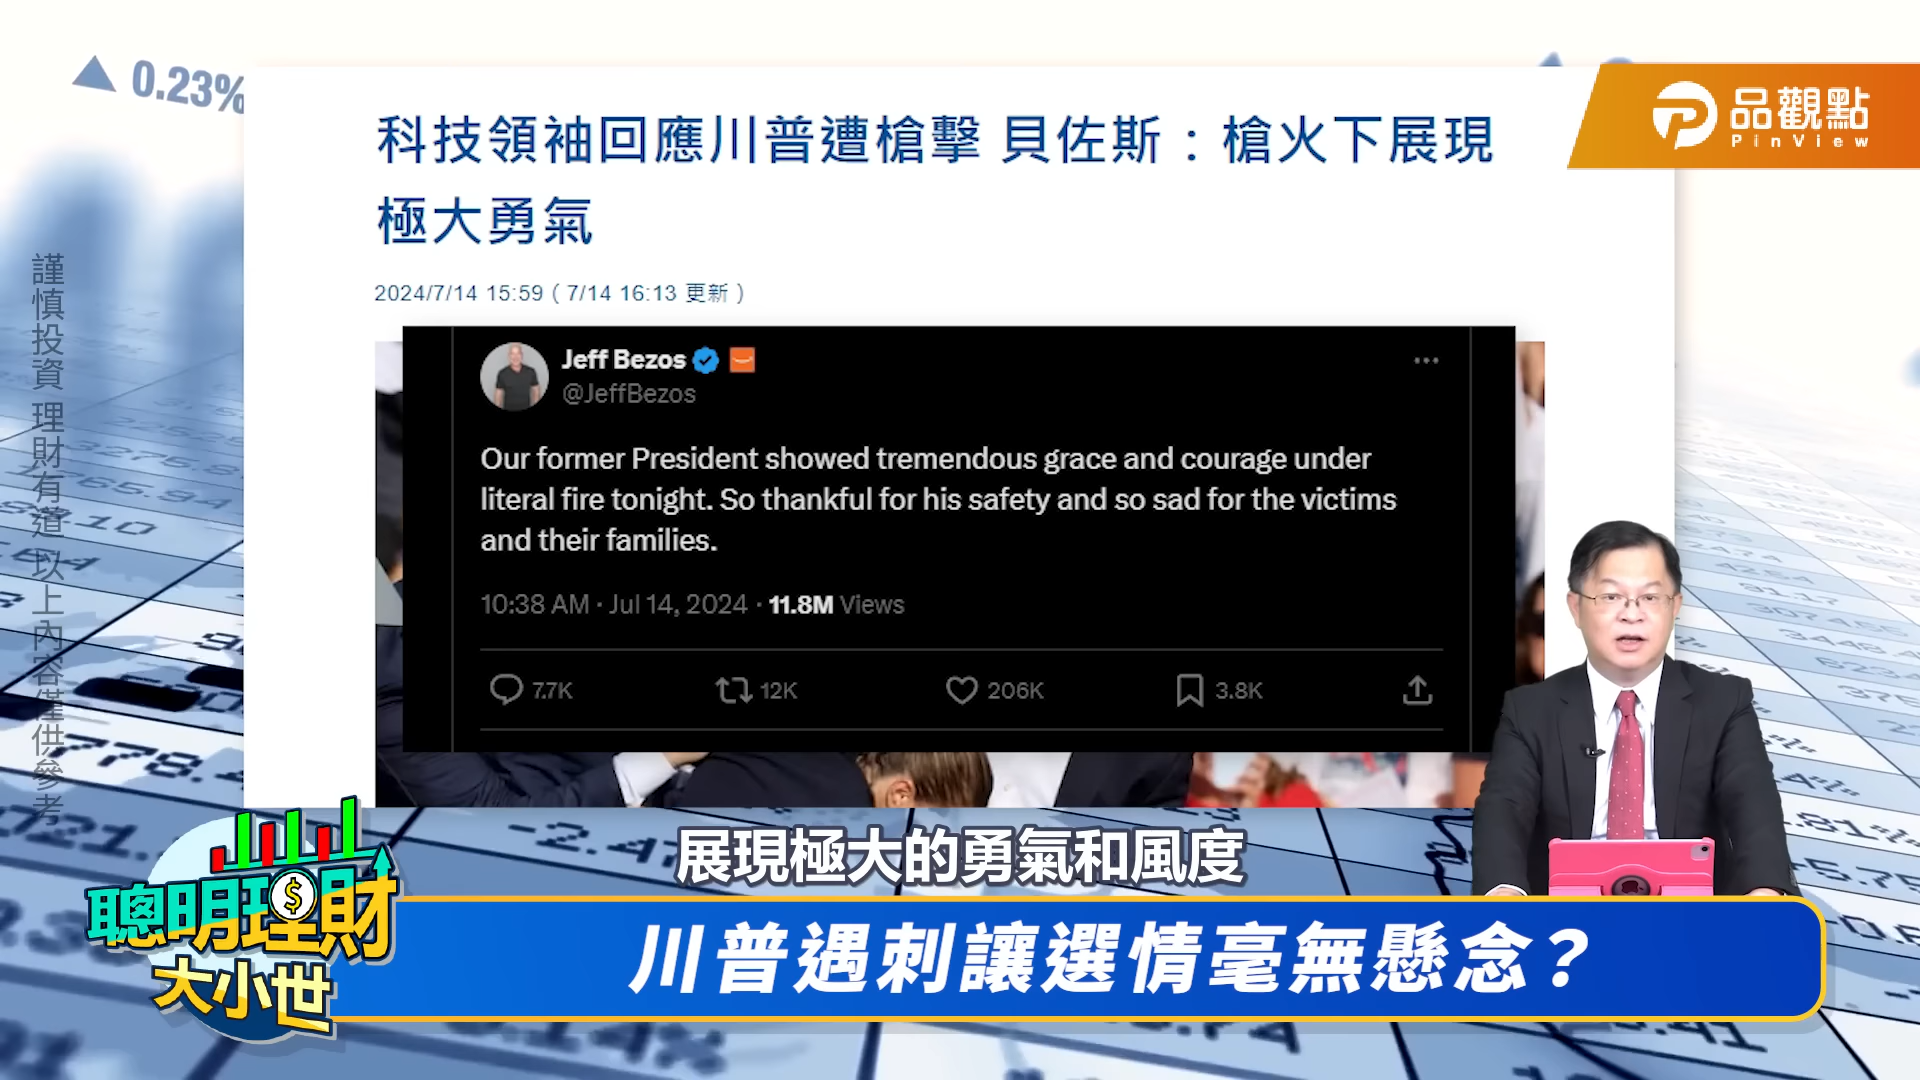 0.23%
品觀點
PinView
科技領袖回應川普遭槍擊 貝佐斯：槍火下展現
極大勇氣
2024/7/14 15:59（7/14 16:13 更新）
謹慎投資 理財有道 以上內容僅供參考
Jeff Bezos
@JeffBezos
Our former President showed tremendous grace and courage under
literal fire tonight. So thankful for his safety and so sad for the victims
and their families.
10:38 AM · Jul 14, 2024 · 11.8M Views
7.7K 12K 206K 3.8K
展現極大的勇氣和風度
聰明理財
大小世
川普遇刺讓選情毫無懸念？